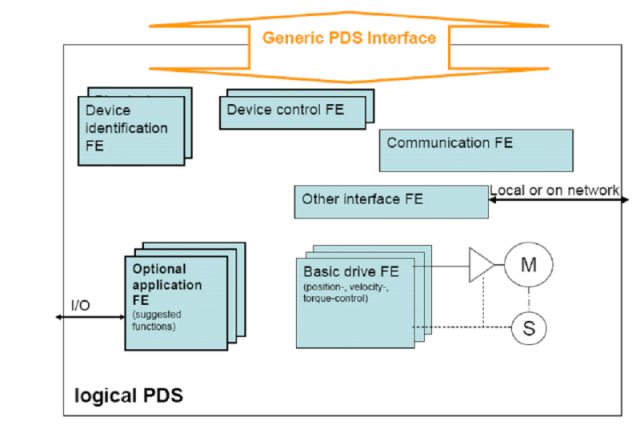 Generic PDS Interface
Device
identification
FE
Device control FE
Communication FE
Other interface FE
Local or on network
Optional
application
FE
(suggested
functions)
I/O
Basic drive FE
(position-, velocity-,
torque-control)
M
S
logical PDS